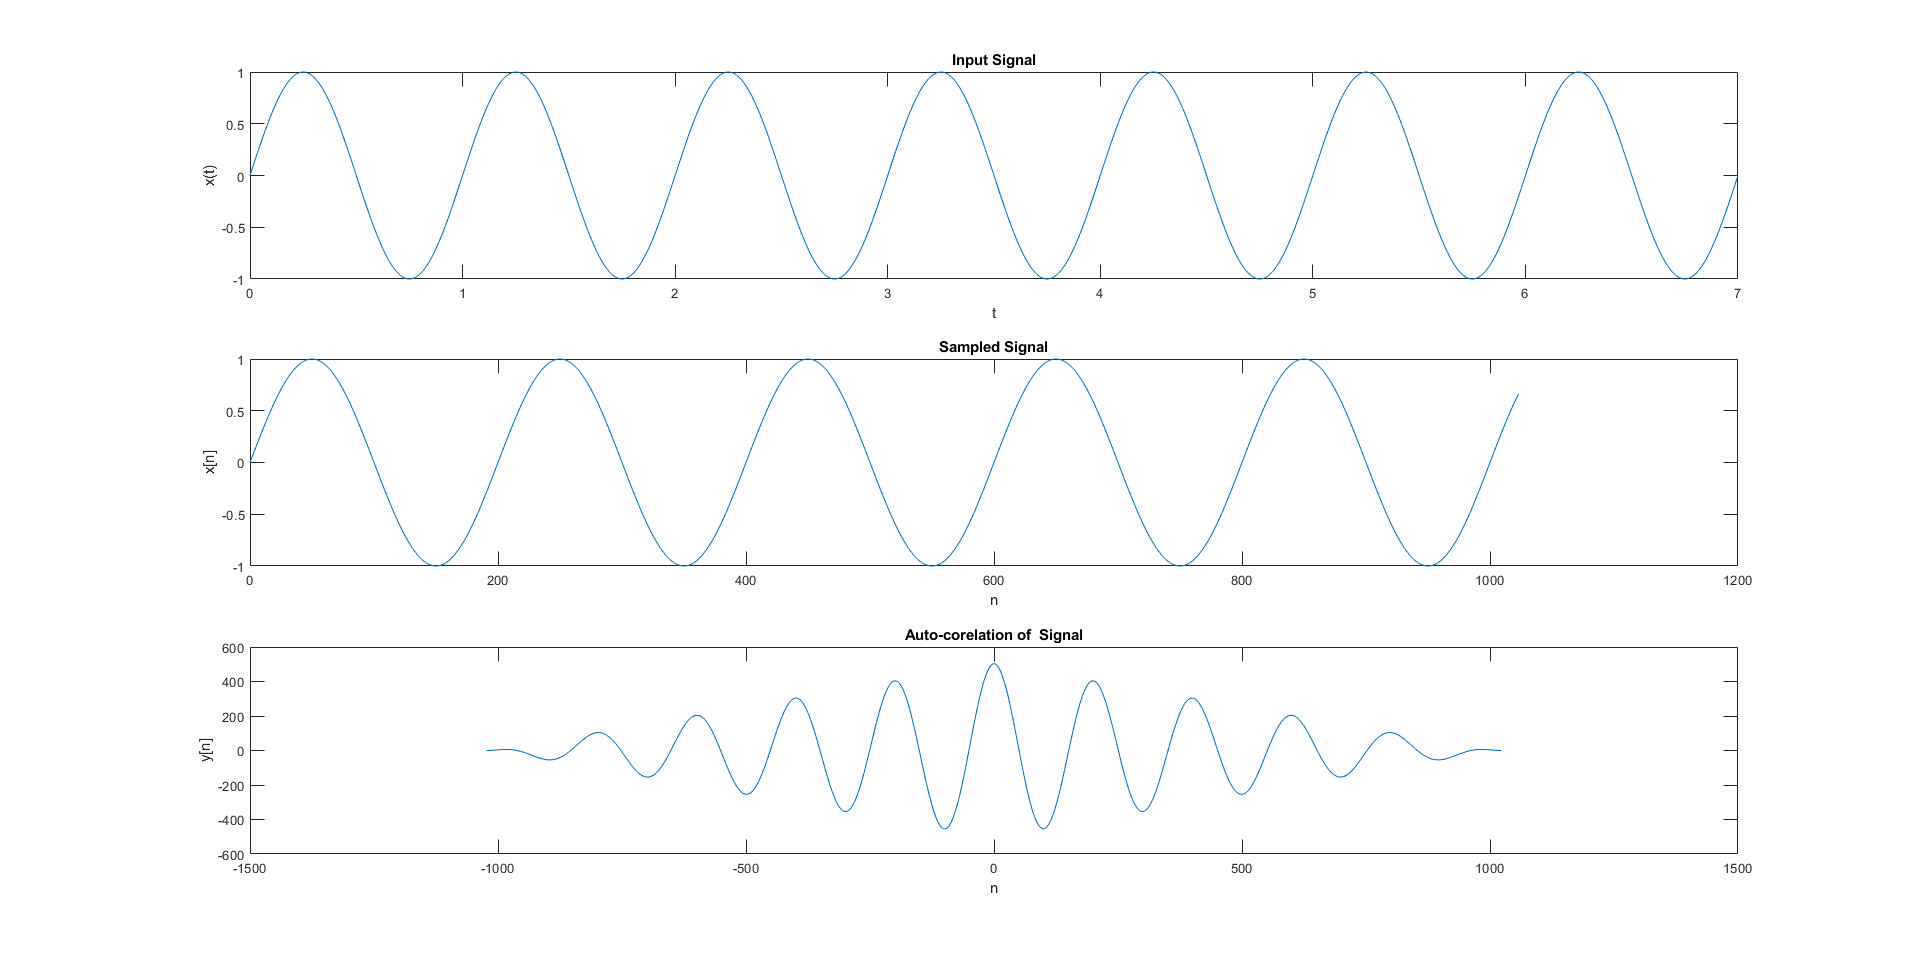 Input Signal
1
0.5
0
-0.5
-1
x(t)
0 1 2 3 4 5 6 7
t
Sampled Signal
1
0.5
0
-0.5
-1
x[n]
0 200 400 600 800 1000 1200
n
Auto-corelation of  Signal
600
400
200
0
-200
-400
-600
y[n]
-1500 -1000 -500 0 500 1000 1500
n